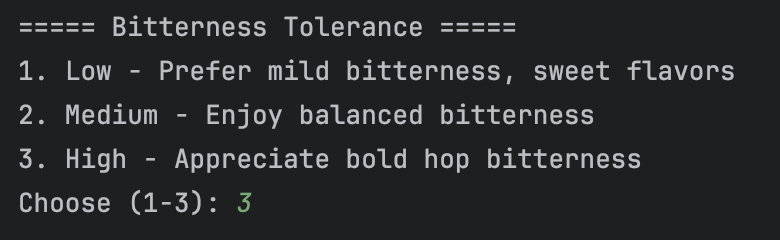 ===== Bitterness Tolerance =====
1. Low - Prefer mild bitterness, sweet flavors
2. Medium - Enjoy balanced bitterness
3. High - Appreciate bold hop bitterness
Choose (1-3): 3